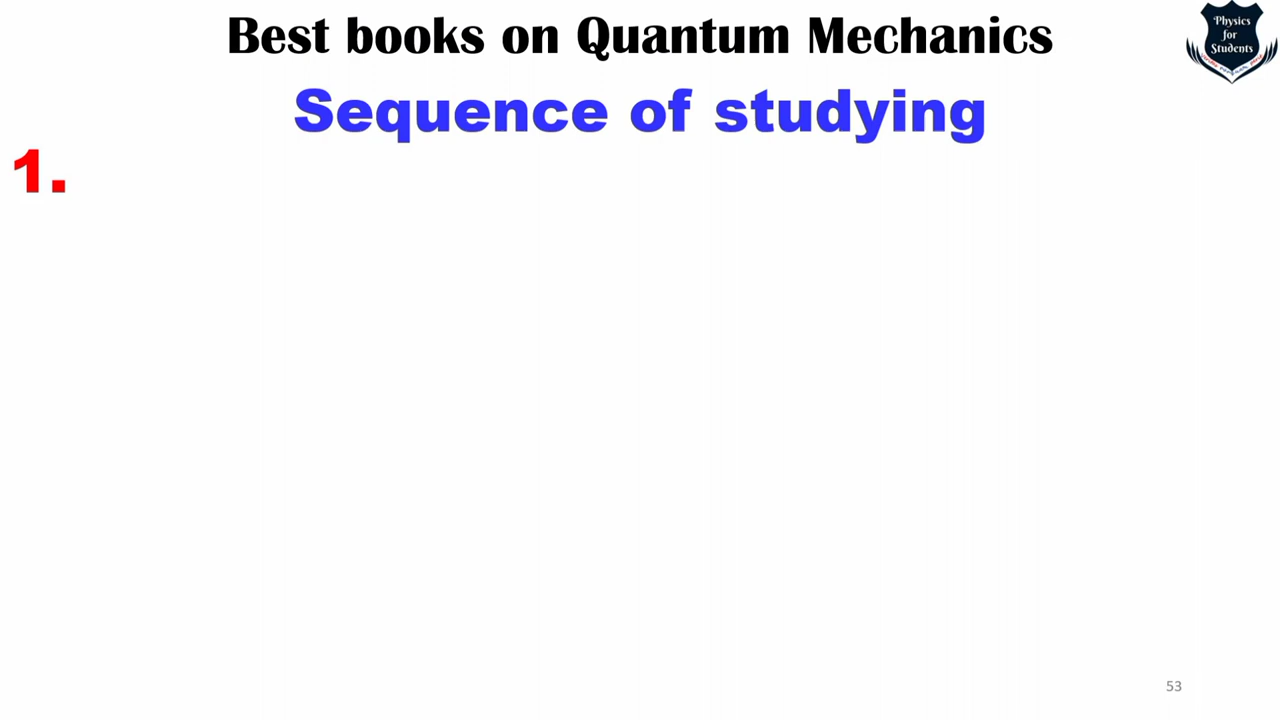 Best books on Quantum Mechanics
Physics
for
Students
Sequence of studying
1.
53